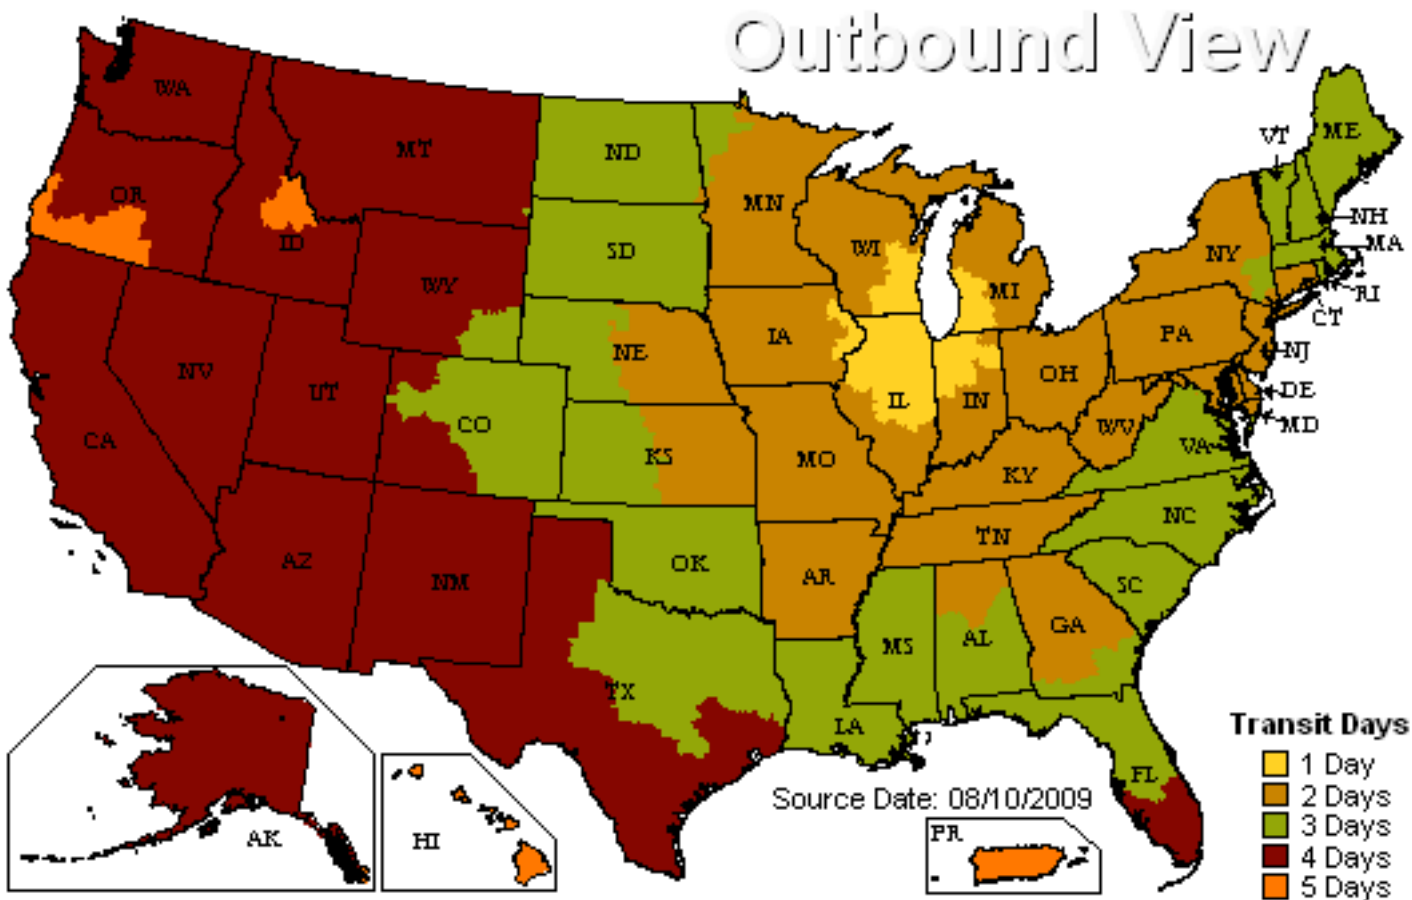 Outbound View
WA
MT
ND
MN
VT
ME
OR
ID
SD
WI
MI
NY
NH
MA
WY
RI
CT
IA
PA
NE
NV
UT
CO
IL
IN
OH
NJ
DE
MD
CA
KS
MO
WV
VA
KY
NC
AZ
NM
OK
AR
TN
SC
MS
AL
GA
TX
LA
FL
AK
HI
PR
Source Date: 08/10/2009
Transit Days
1 Day
2 Days
3 Days
4 Days
5 Days